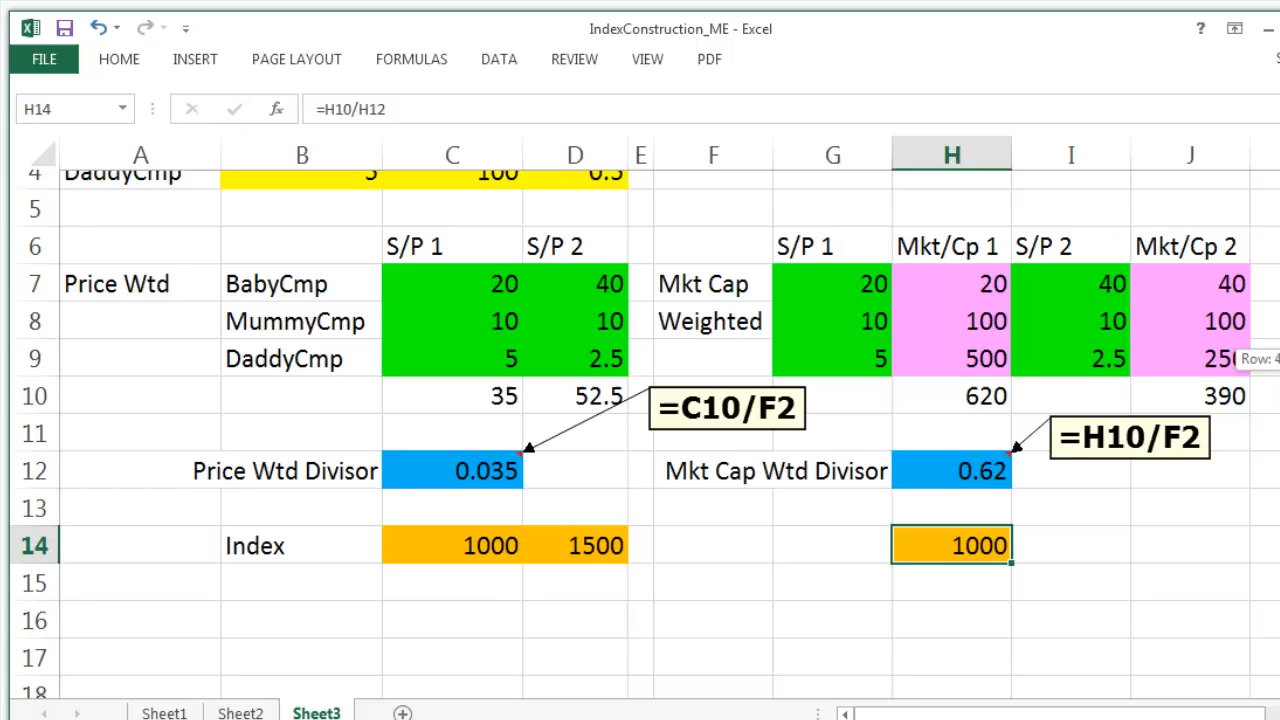 IndexConstruction_ME - Excel
?
FILE HOME INSERT PAGE LAYOUT FORMULAS DATA REVIEW VIEW PDF
H14 fx =H10/H12
A B C D E F G H I J
4 DaddyCmp 5 100 0.5
5
6 S/P 1 S/P 2 S/P 1 Mkt/Cp 1 S/P 2 Mkt/Cp 2
7 Price Wtd BabyCmp 20 40 Mkt Cap 20 20 40 40
8 MummyCmp 10 10 Weighted 10 100 10 100
9 DaddyCmp 5 2.5 5 500 2.5 250
Row: 4
10 35 52.5 620 390
=C10/F2
=H10/F2
11
12 Price Wtd Divisor 0.035 Mkt Cap Wtd Divisor 0.62
13
14 Index 1000 1500 1000
15
16
17
18
Sheet1 Sheet2 Sheet3